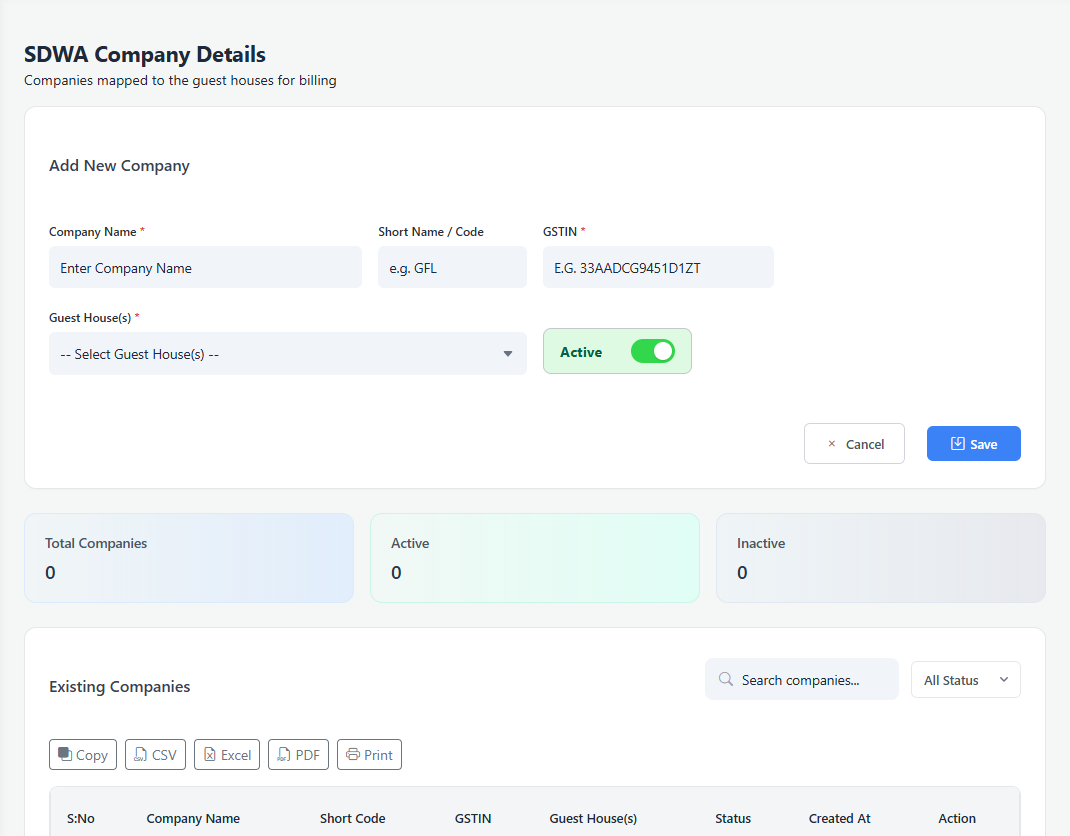 SDWA Company Details
Companies mapped to the guest houses for billing
Add New Company
Company Name *
Short Name / Code
GSTIN *
Enter Company Name
e.g. GFL
E.G. 33AADCG9451D1ZT
Guest House(s) *
-- Select Guest House(s) --
Active
× Cancel
Save
Total Companies
0
Active
0
Inactive
0
Existing Companies
Search companies...
All Status
Copy
CSV
Excel
PDF
Print
S:No
Company Name
Short Code
GSTIN
Guest House(s)
Status
Created At
Action